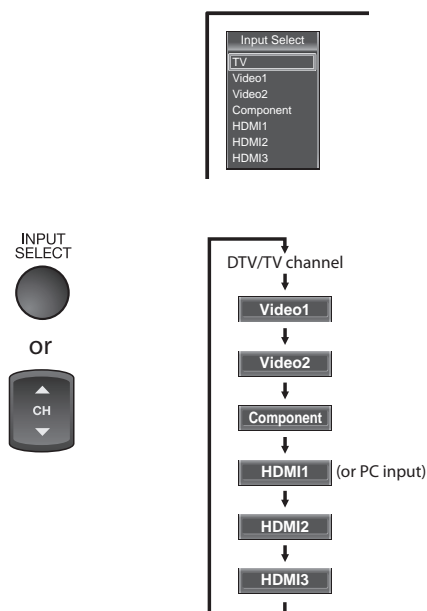 Input Select
TV
Video1
Video2
Component
HDMI1
HDMI2
HDMI3
INPUT
SELECT
or
CH
DTV/TV channel
Video1
Video2
Component
HDMI1 (or PC input)
HDMI2
HDMI3